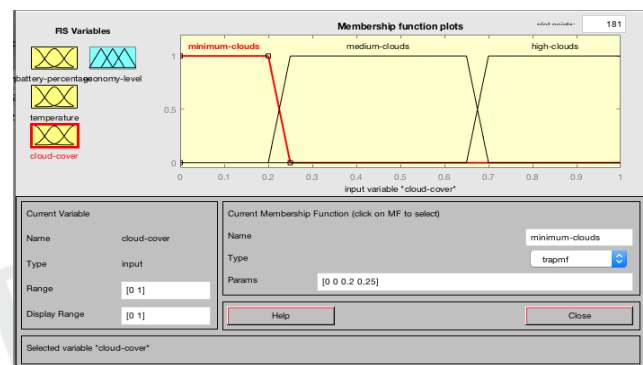 FIS Variables
Membership function plots
plot points:
181
battery-percentage
economy-level
temperature
cloud-cover
minimum-clouds
medium-clouds
high-clouds
1
0.5
0
0
0.1
0.2
0.3
0.4
0.5
0.6
0.7
0.8
0.9
1
input variable "cloud-cover"
Current Variable
Name cloud-cover
Type input
Range [0 1]
Display Range [0 1]
Current Membership Function (click on MF to select)
Name minimum-clouds
Type trapmf
Params [0 0 0.2 0.25]
Help
Close
Selected variable "cloud-cover"